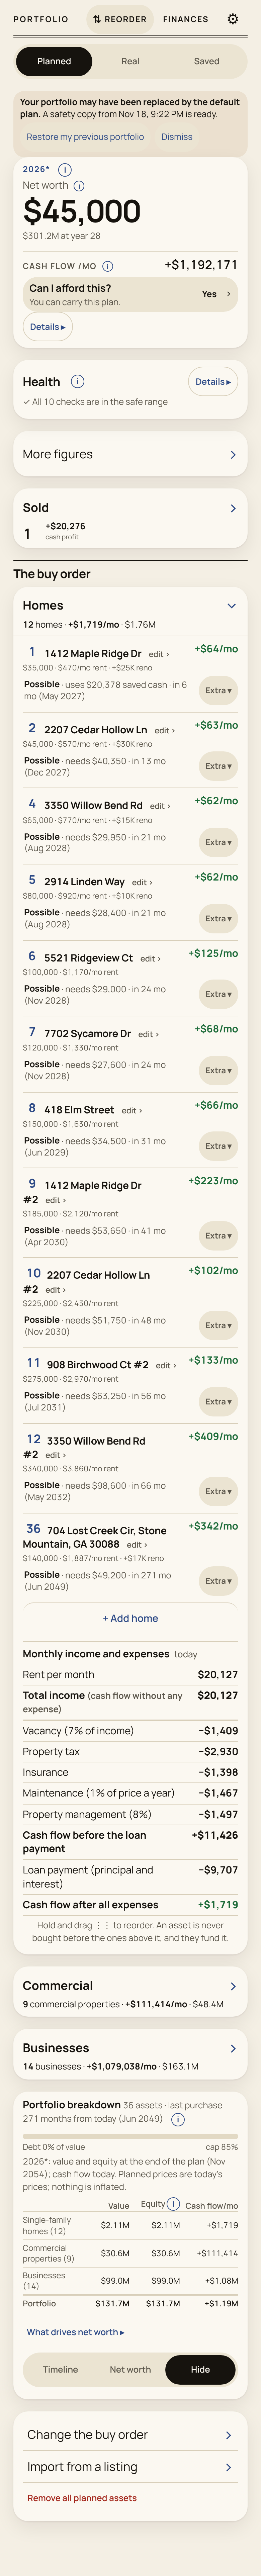 PORTFOLIO ⇅ REORDER FINANCES
Planned Real Saved
Your portfolio may have been replaced by the default
plan. A safety copy from Nov 18, 9:22 PM is ready.
Restore my previous portfolio Dismiss
2026* i
Net worth i
$45,000
$301.2M at year 28
CASH FLOW /MO i +$1,192,171
Can I afford this?
You can carry this plan.
Yes ›
Details ▸
Health i Details ▸
✓ All 10 checks are in the safe range
More figures ›
Sold ›
1 +$20,276
cash profit
The buy order
Homes
12 homes · +$1,719/mo · $1.76M
1 1412 Maple Ridge Dr edit › +$64/mo
$35,000 · $470/mo rent · +$25K reno
Possible · uses $20,378 saved cash · in 6
mo (May 2027)
Extra ▾
2 2207 Cedar Hollow Ln edit › +$63/mo
$45,000 · $570/mo rent · +$30K reno
Possible · needs $40,350 · in 13 mo
(Dec 2027)
Extra ▾
4 3350 Willow Bend Rd edit › +$62/mo
$65,000 · $770/mo rent · +$15K reno
Possible · needs $29,950 · in 21 mo
(Aug 2028)
Extra ▾
5 2914 Linden Way edit › +$62/mo
$80,000 · $920/mo rent · +$10K reno
Possible · needs $28,400 · in 21 mo
(Aug 2028)
Extra ▾
6 5521 Ridgeview Ct edit › +$125/mo
$100,000 · $1,170/mo rent
Possible · needs $29,000 · in 24 mo
(Nov 2028)
Extra ▾
7 7702 Sycamore Dr edit › +$68/mo
$120,000 · $1,330/mo rent
Possible · needs $27,600 · in 24 mo
(Nov 2028)
Extra ▾
8 418 Elm Street edit › +$66/mo
$150,000 · $1,630/mo rent
Possible · needs $34,500 · in 31 mo
(Jun 2029)
Extra ▾
9 1412 Maple Ridge Dr +$223/mo
#2 edit ›
$185,000 · $2,120/mo rent
Possible · needs $53,650 · in 41 mo
(Apr 2030)
Extra ▾
10 2207 Cedar Hollow Ln +$102/mo
#2 edit ›
$225,000 · $2,430/mo rent
Possible · needs $51,750 · in 48 mo
(Nov 2030)
Extra ▾
11 908 Birchwood Ct #2 edit › +$133/mo
$275,000 · $2,970/mo rent
Possible · needs $63,250 · in 56 mo
(Jul 2031)
Extra ▾
12 3350 Willow Bend Rd +$409/mo
#2 edit ›
$340,000 · $3,860/mo rent
Possible · needs $98,600 · in 66 mo
(May 2032)
Extra ▾
36 704 Lost Creek Cir, Stone +$342/mo
Mountain, GA 30088 edit ›
$140,000 · $1,887/mo rent · +$17K reno
Possible · needs $49,200 · in 271 mo
(Jun 2049)
Extra ▾
+ Add home
Monthly income and expenses today
Rent per month $20,127
Total income (cash flow without any $20,127
expense)
Vacancy (7% of income) −$1,409
Property tax −$2,930
Insurance −$1,398
Maintenance (1% of price a year) −$1,467
Property management (8%) −$1,497
Cash flow before the loan +$11,426
payment
Loan payment (principal and −$9,707
interest)
Cash flow after all expenses +$1,719
Hold and drag ⋮⋮ to reorder. An asset is never
bought before the ones above it, and they fund it.
Commercial ›
9 commercial properties · +$111,414/mo · $48.4M
Businesses ›
14 businesses · +$1,079,038/mo · $163.1M
Portfolio breakdown 36 assets · last purchase
271 months from today (Jun 2049) i
Debt 0% of value cap 85%
2026*: value and equity at the end of the plan (Nov
2054); cash flow today. Planned prices are today's
prices; nothing is inflated.
Value Equity i Cash flow/mo
Single-family
homes (12) $2.11M $2.11M +$1,719
Commercial
properties (9) $30.6M $30.6M +$111,414
Businesses
(14) $99.0M $99.0M +$1.08M
Portfolio $131.7M $131.7M +$1.19M
What drives net worth ▸
Timeline Net worth Hide
Change the buy order ›
Import from a listing ›
Remove all planned assets